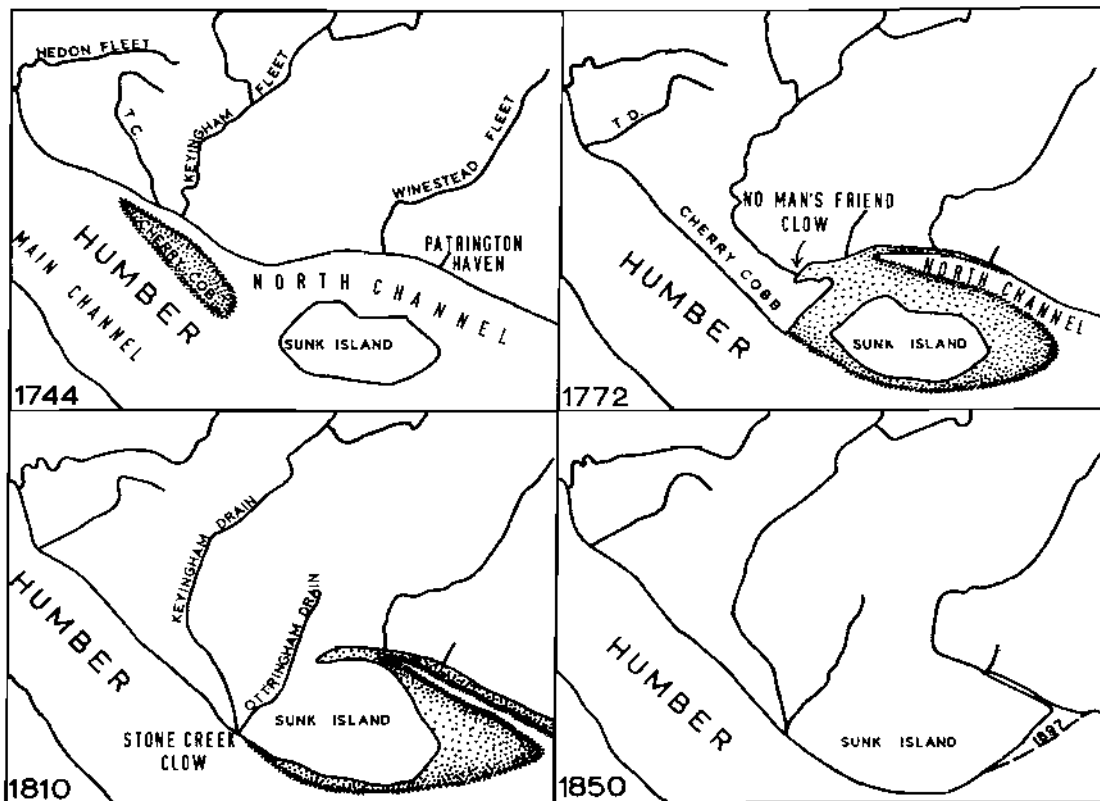 HEDON FLEET
T C.
KEYINGHAM FLEET
WINESTEAD FLEET
CHERRY COBB
PATRINGTON
HAVEN
HUMBER
MAIN CHANNEL
NORTH CHANNEL
SUNK ISLAND
1744
T D.
NO MAN'S FRIEND
CLOW
CHERRY COBB
HUMBER
NORTH CHANNEL
SUNK ISLAND
1772
KEYINGHAM DRAIN
OTTRINGHAM DRAIN
HUMBER
SUNK ISLAND
STONE CREEK
CLOW
1810
HUMBER
SUNK ISLAND
1897
1850